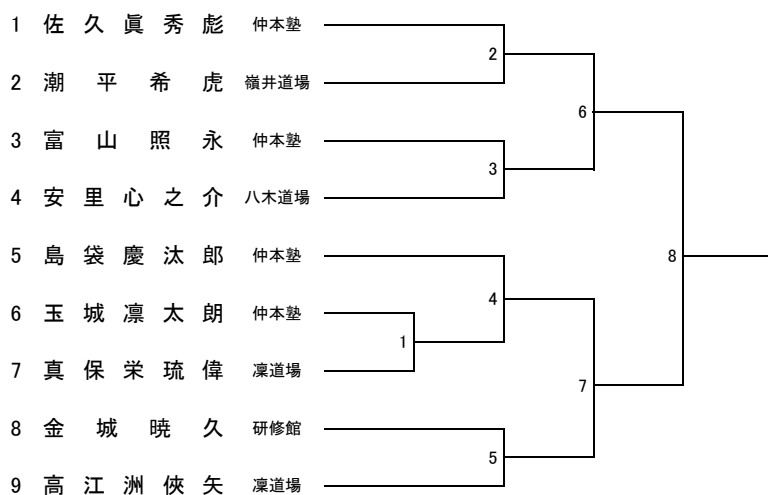 1 佐久眞秀彪 仲本塾
2 潮平希虎 嶺井道場
3 富山照永 仲本塾
4 安里心之介 八木道場
5 島袋慶汰郎 仲本塾
6 玉城凛太朗 仲本塾
7 真保栄琉偉 凜道場
8 金城暁久 研修館
9 高江洲俠矢 凜道場
2
6
3
8
4
1
7
5